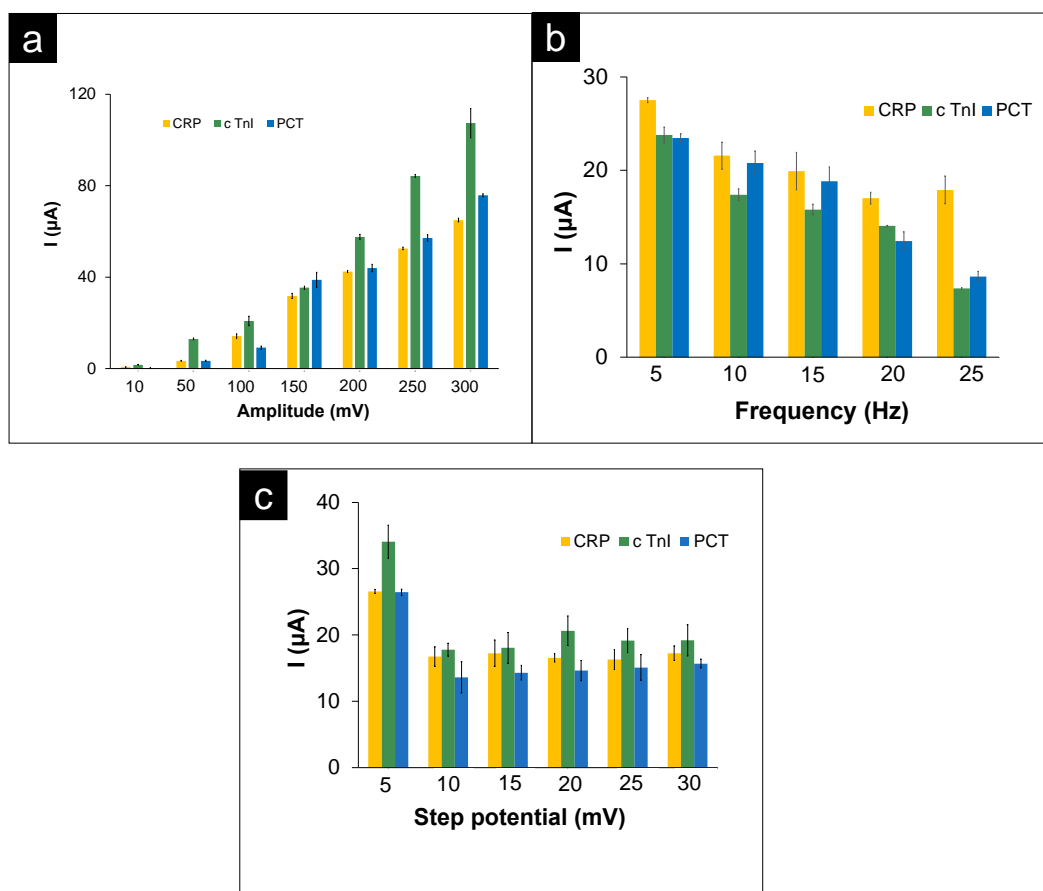 a
120
CRP c TnI PCT
80
I (µA)
40
0
10 50 100 150 200 250 300
Amplitude (mV)
b
30
CRP c TnI PCT
20
I (µA)
10
0
5 10 15 20 25
Frequency (Hz)
c
40
CRP c TnI PCT
30
I (µA)
20
10
0
5 10 15 20 25 30
Step potential (mV)